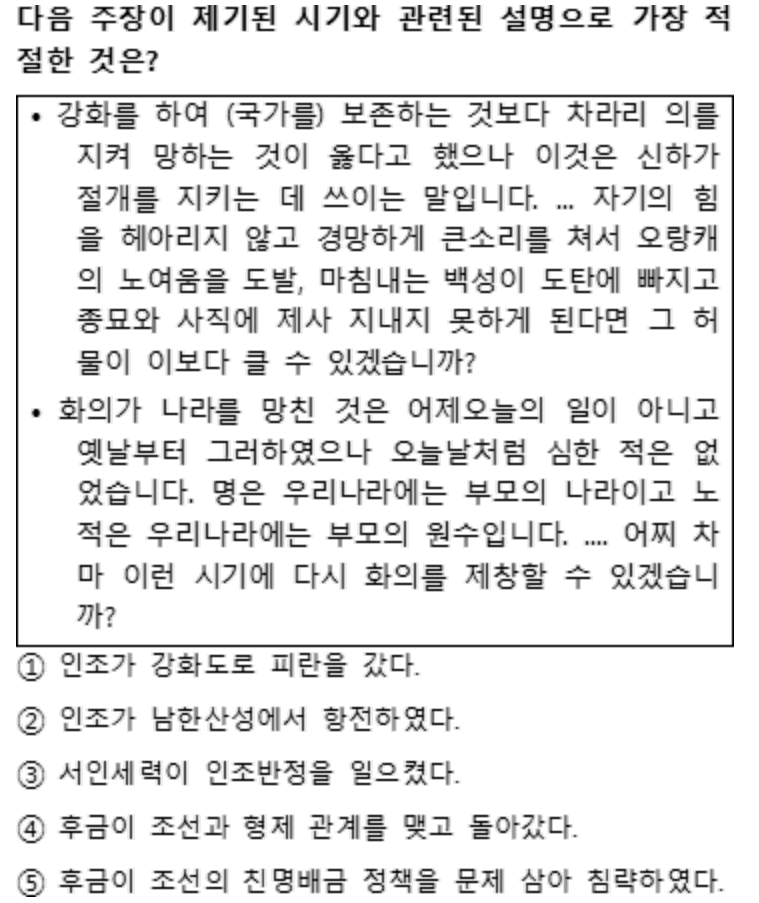 다음 주장이 제기된 시기와 관련된 설명으로 가장 적
절한 것은?
• 강화를 하여 (국가를) 보존하는 것보다 차라리 의를
지켜 망하는 것이 옳다고 했으나 이것은 신하가
절개를 지키는 데 쓰이는 말입니다. ... 자기의 힘
을 헤아리지 않고 경망하게 큰소리를 쳐서 오랑캐
의 노여움을 도발, 마침내는 백성이 도탄에 빠지고
종묘와 사직에 제사 지내지 못하게 된다면 그 허
물이 이보다 클 수 있겠습니까?
• 화의가 나라를 망친 것은 어제오늘의 일이 아니고
옛날부터 그러하였으나 오늘날처럼 심한 적은 없
었습니다. 명은 우리나라에는 부모의 나라이고 노
적은 우리나라에는 부모의 원수입니다. .... 어찌 차
마 이런 시기에 다시 화의를 제창할 수 있겠습니
까?
① 인조가 강화도로 피란을 갔다.
② 인조가 남한산성에서 항전하였다.
③ 서인세력이 인조반정을 일으켰다.
④ 후금이 조선과 형제 관계를 맺고 돌아갔다.
⑤ 후금이 조선의 친명배금 정책을 문제 삼아 침략하였다.